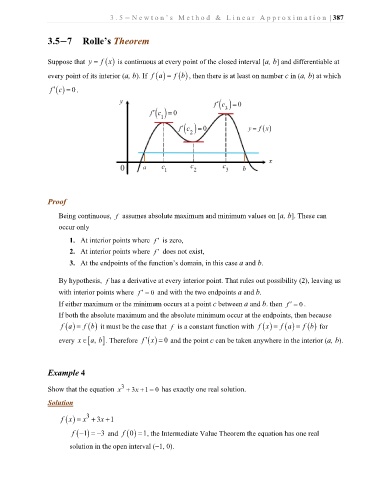 3.5−Newton's Method & Linear Approximation | 387
3.5−7 Rolle's Theorem
Suppose that y = f(x) is continuous at every point of the closed interval [a, b] and differentiable at
every point of its interior (a, b). If f(a) = f(b), then there is at least on number c in (a, b) at which
f′(c) = 0.
y
f′(c₃) = 0
f′(c₁) = 0
f′(c₂) = 0
y = f(x)
x
0 a c₁ c₂ c₃ b
Proof
Being continuous, f assumes absolute maximum and minimum values on [a, b]. These can
occur only
1. At interior points where f′ is zero,
2. At interior points where f′ does not exist,
3. At the endpoints of the function's domain, in this case a and b.
By hypothesis, f has a derivative at every interior point. That rules out possibility (2), leaving us
with interior points where f′ = 0 and with the two endpoints a and b.
If either maximum or the minimum occurs at a point c between a and b. then f′ = 0.
If both the absolute maximum and the absolute minimum occur at the endpoints, then because
f(a) = f(b) it must be the case that f is a constant function with f(x) = f(a) = f(b) for
every x ∈ [a, b]. Therefore f′(x) = 0 and the point c can be taken anywhere in the interior (a, b).
Example 4
Show that the equation x³ + 3x + 1 = 0 has exactly one real solution.
Solution
f(x) = x³ + 3x + 1
f(−1) = −3 and f(0) = 1, the Intermediate Value Theorem the equation has one real
solution in the open interval (−1, 0).